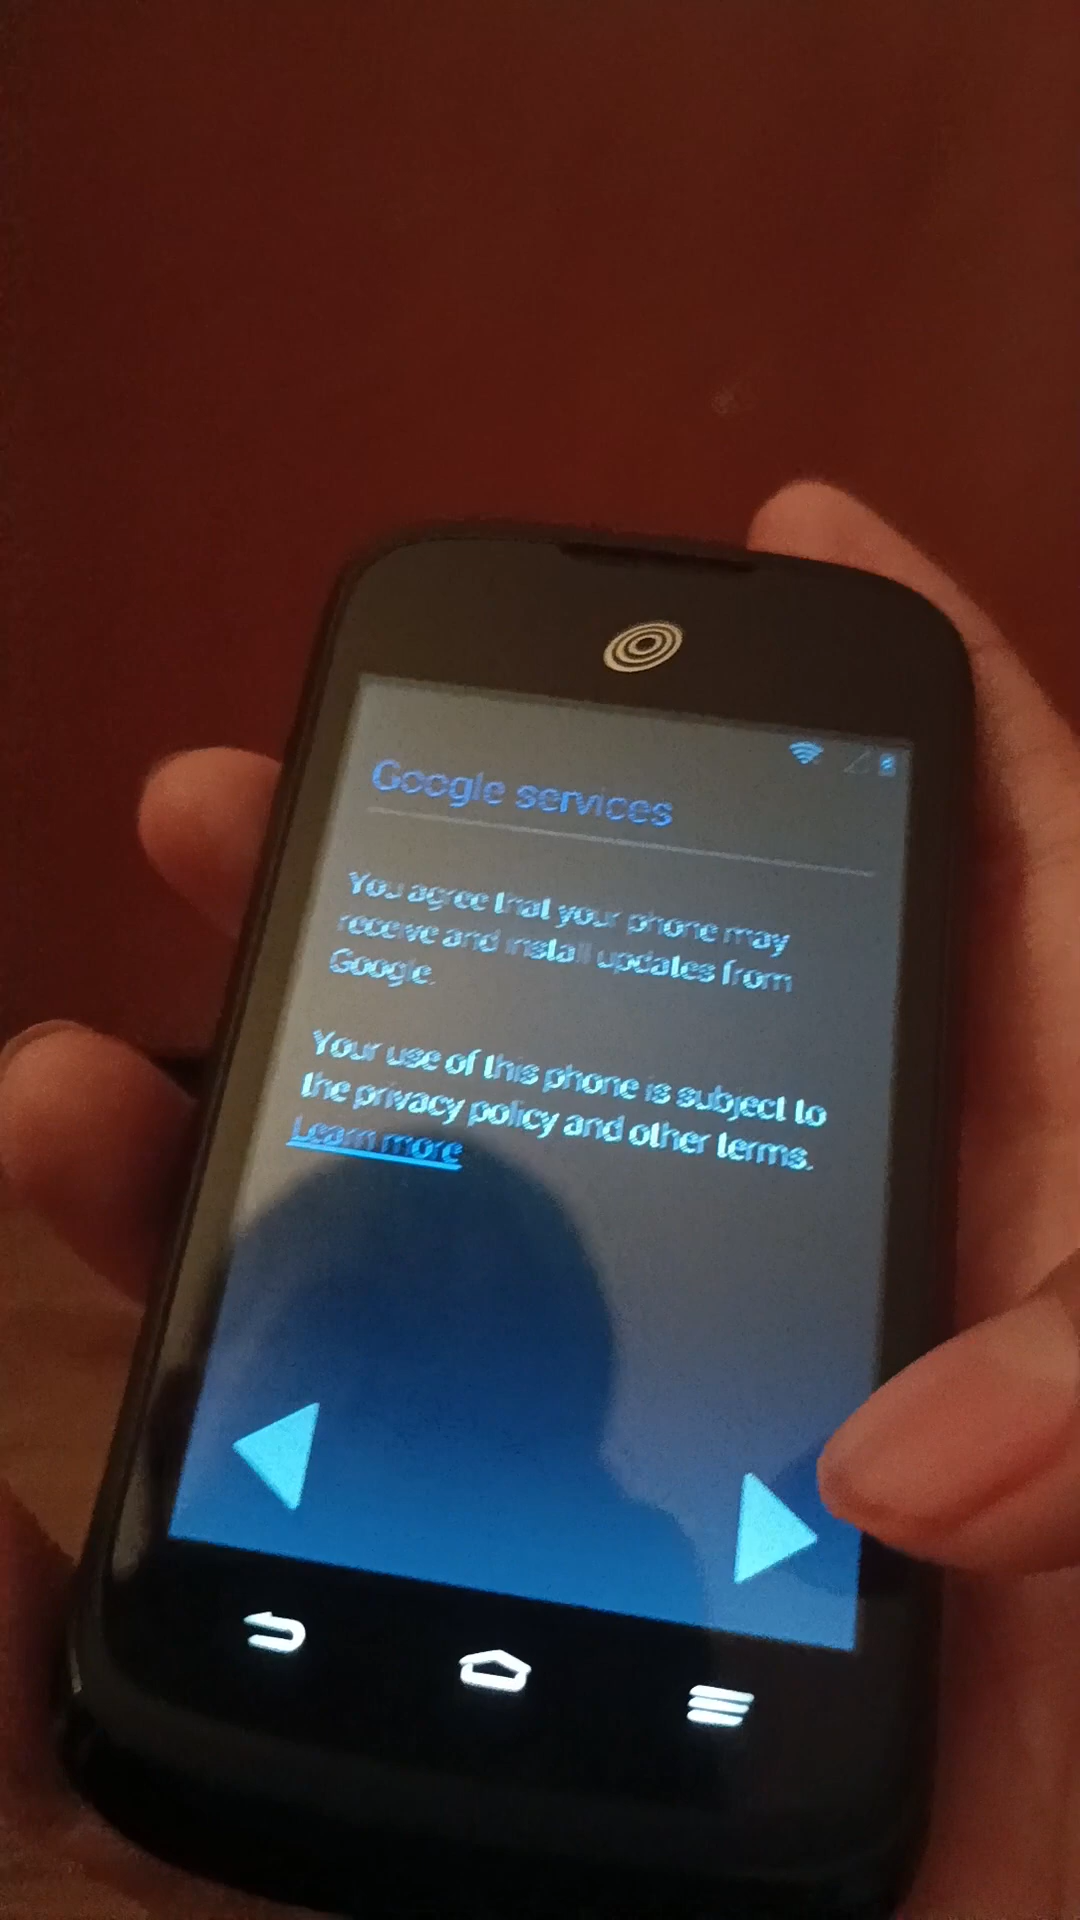 Google services
You agree that your phone may
receive and install updates from
Google.
Your use of this phone is subject to
the privacy policy and other terms.
Learn more